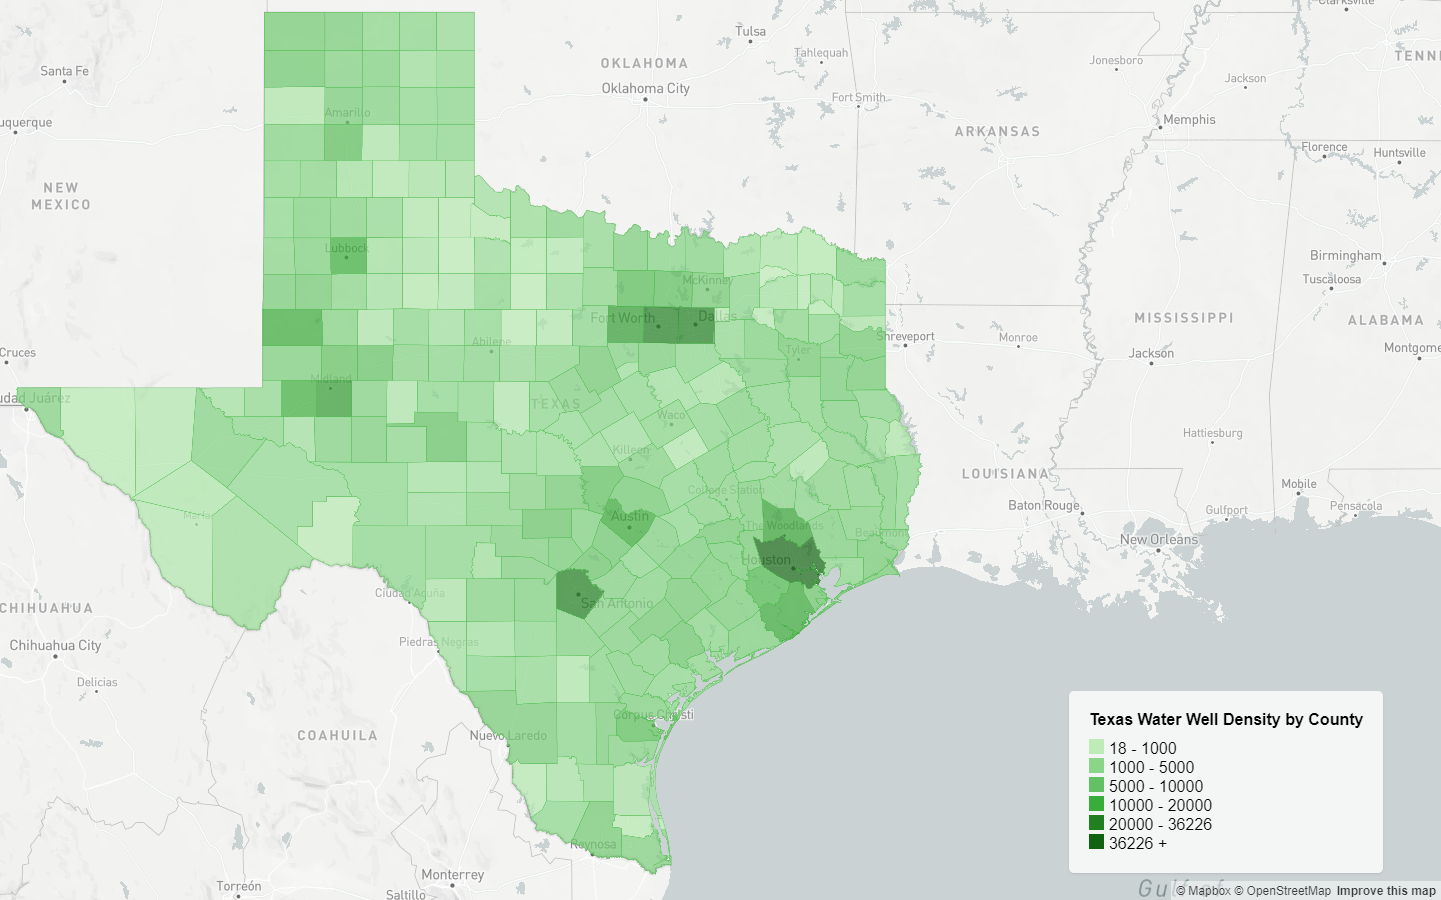 Clarksville
Tulsa
Tahlequah
OKLAHOMA
TENNE
Jonesboro
Santa Fe
Jackson
Oklahoma City
Fort Smith
uquerque
Amarillo
Memphis
ARKANSAS
Florence
Huntsville
NEW
MEXICO
Lubbock
Birmingham
McKinney
Tuscaloosa
Fort Worth
Dallas
MISSISSIPPI
ALABAMA
Abilene
Shreveport
Monroe
Cruces
Tyler
Jackson
Montgome
Midland
udad Juárez
TEXAS
Waco
Hattiesburg
Killeen
LOUISIANA
College Station
Mobile
Baton Rouge
Pensacola
Marfa
Austin
Gulfport
The Woodlands
Beaumont
New Orleans
Houston
Ciudad Acuña
San Antonio
CHIHUAHUA
Chihuahua City
Piedras Negras
Delicias
Corpus Christi
COAHUILA
Nuevo Laredo
Texas Water Well Density by County
18 - 1000
1000 - 5000
5000 - 10000
10000 - 20000
20000 - 36226
36226 +
Reynosa
Monterrey
Torreón
Saltillo
Gulf of
© Mapbox © OpenStreetMap Improve this map